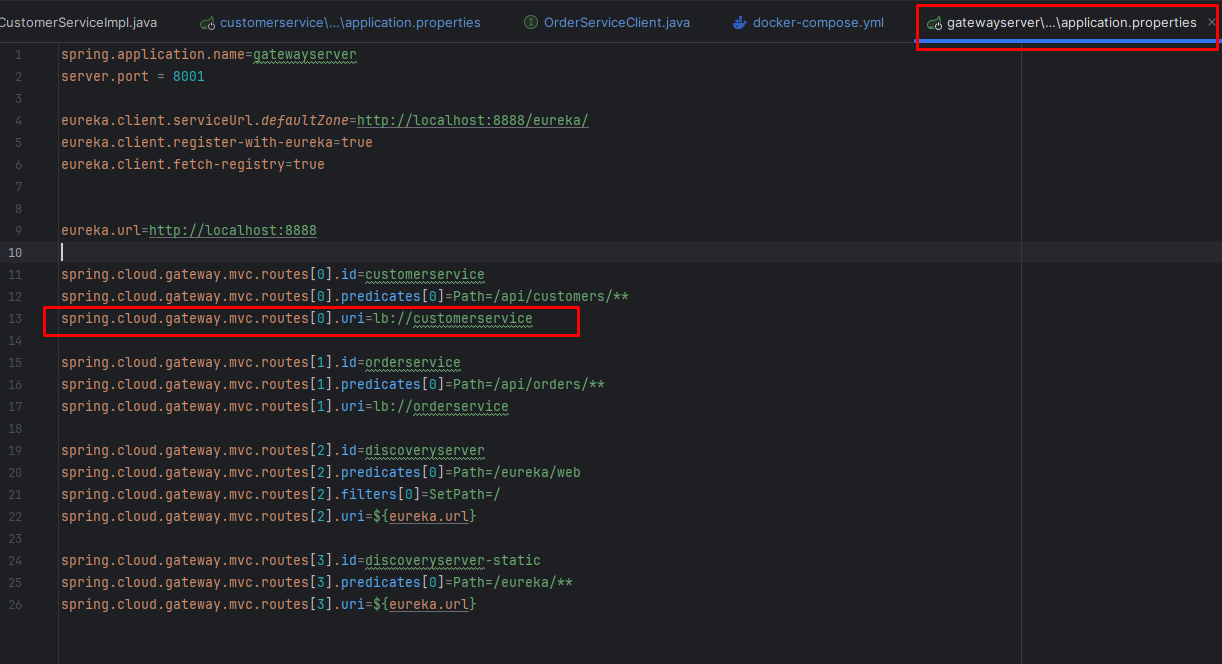 CustomerServiceImpl.java
customerservice\...\application.properties
OrderServiceClient.java
docker-compose.yml
gatewayserver\...\application.properties
1 spring.application.name=gatewayserver
2 server.port = 8001
3
4 eureka.client.serviceUrl.defaultZone=http://localhost:8888/eureka/
5 eureka.client.register-with-eureka=true
6 eureka.client.fetch-registry=true
7
8
9 eureka.url=http://localhost:8888
10
11 spring.cloud.gateway.mvc.routes[0].id=customerservice
12 spring.cloud.gateway.mvc.routes[0].predicates[0]=Path=/api/customers/**
13 spring.cloud.gateway.mvc.routes[0].uri=lb://customerservice
14
15 spring.cloud.gateway.mvc.routes[1].id=orderservice
16 spring.cloud.gateway.mvc.routes[1].predicates[0]=Path=/api/orders/**
17 spring.cloud.gateway.mvc.routes[1].uri=lb://orderservice
18
19 spring.cloud.gateway.mvc.routes[2].id=discoveryserver
20 spring.cloud.gateway.mvc.routes[2].predicates[0]=Path=/eureka/web
21 spring.cloud.gateway.mvc.routes[2].filters[0]=SetPath=/
22 spring.cloud.gateway.mvc.routes[2].uri=${eureka.url}
23
24 spring.cloud.gateway.mvc.routes[3].id=discoveryserver-static
25 spring.cloud.gateway.mvc.routes[3].predicates[0]=Path=/eureka/**
26 spring.cloud.gateway.mvc.routes[3].uri=${eureka.url}